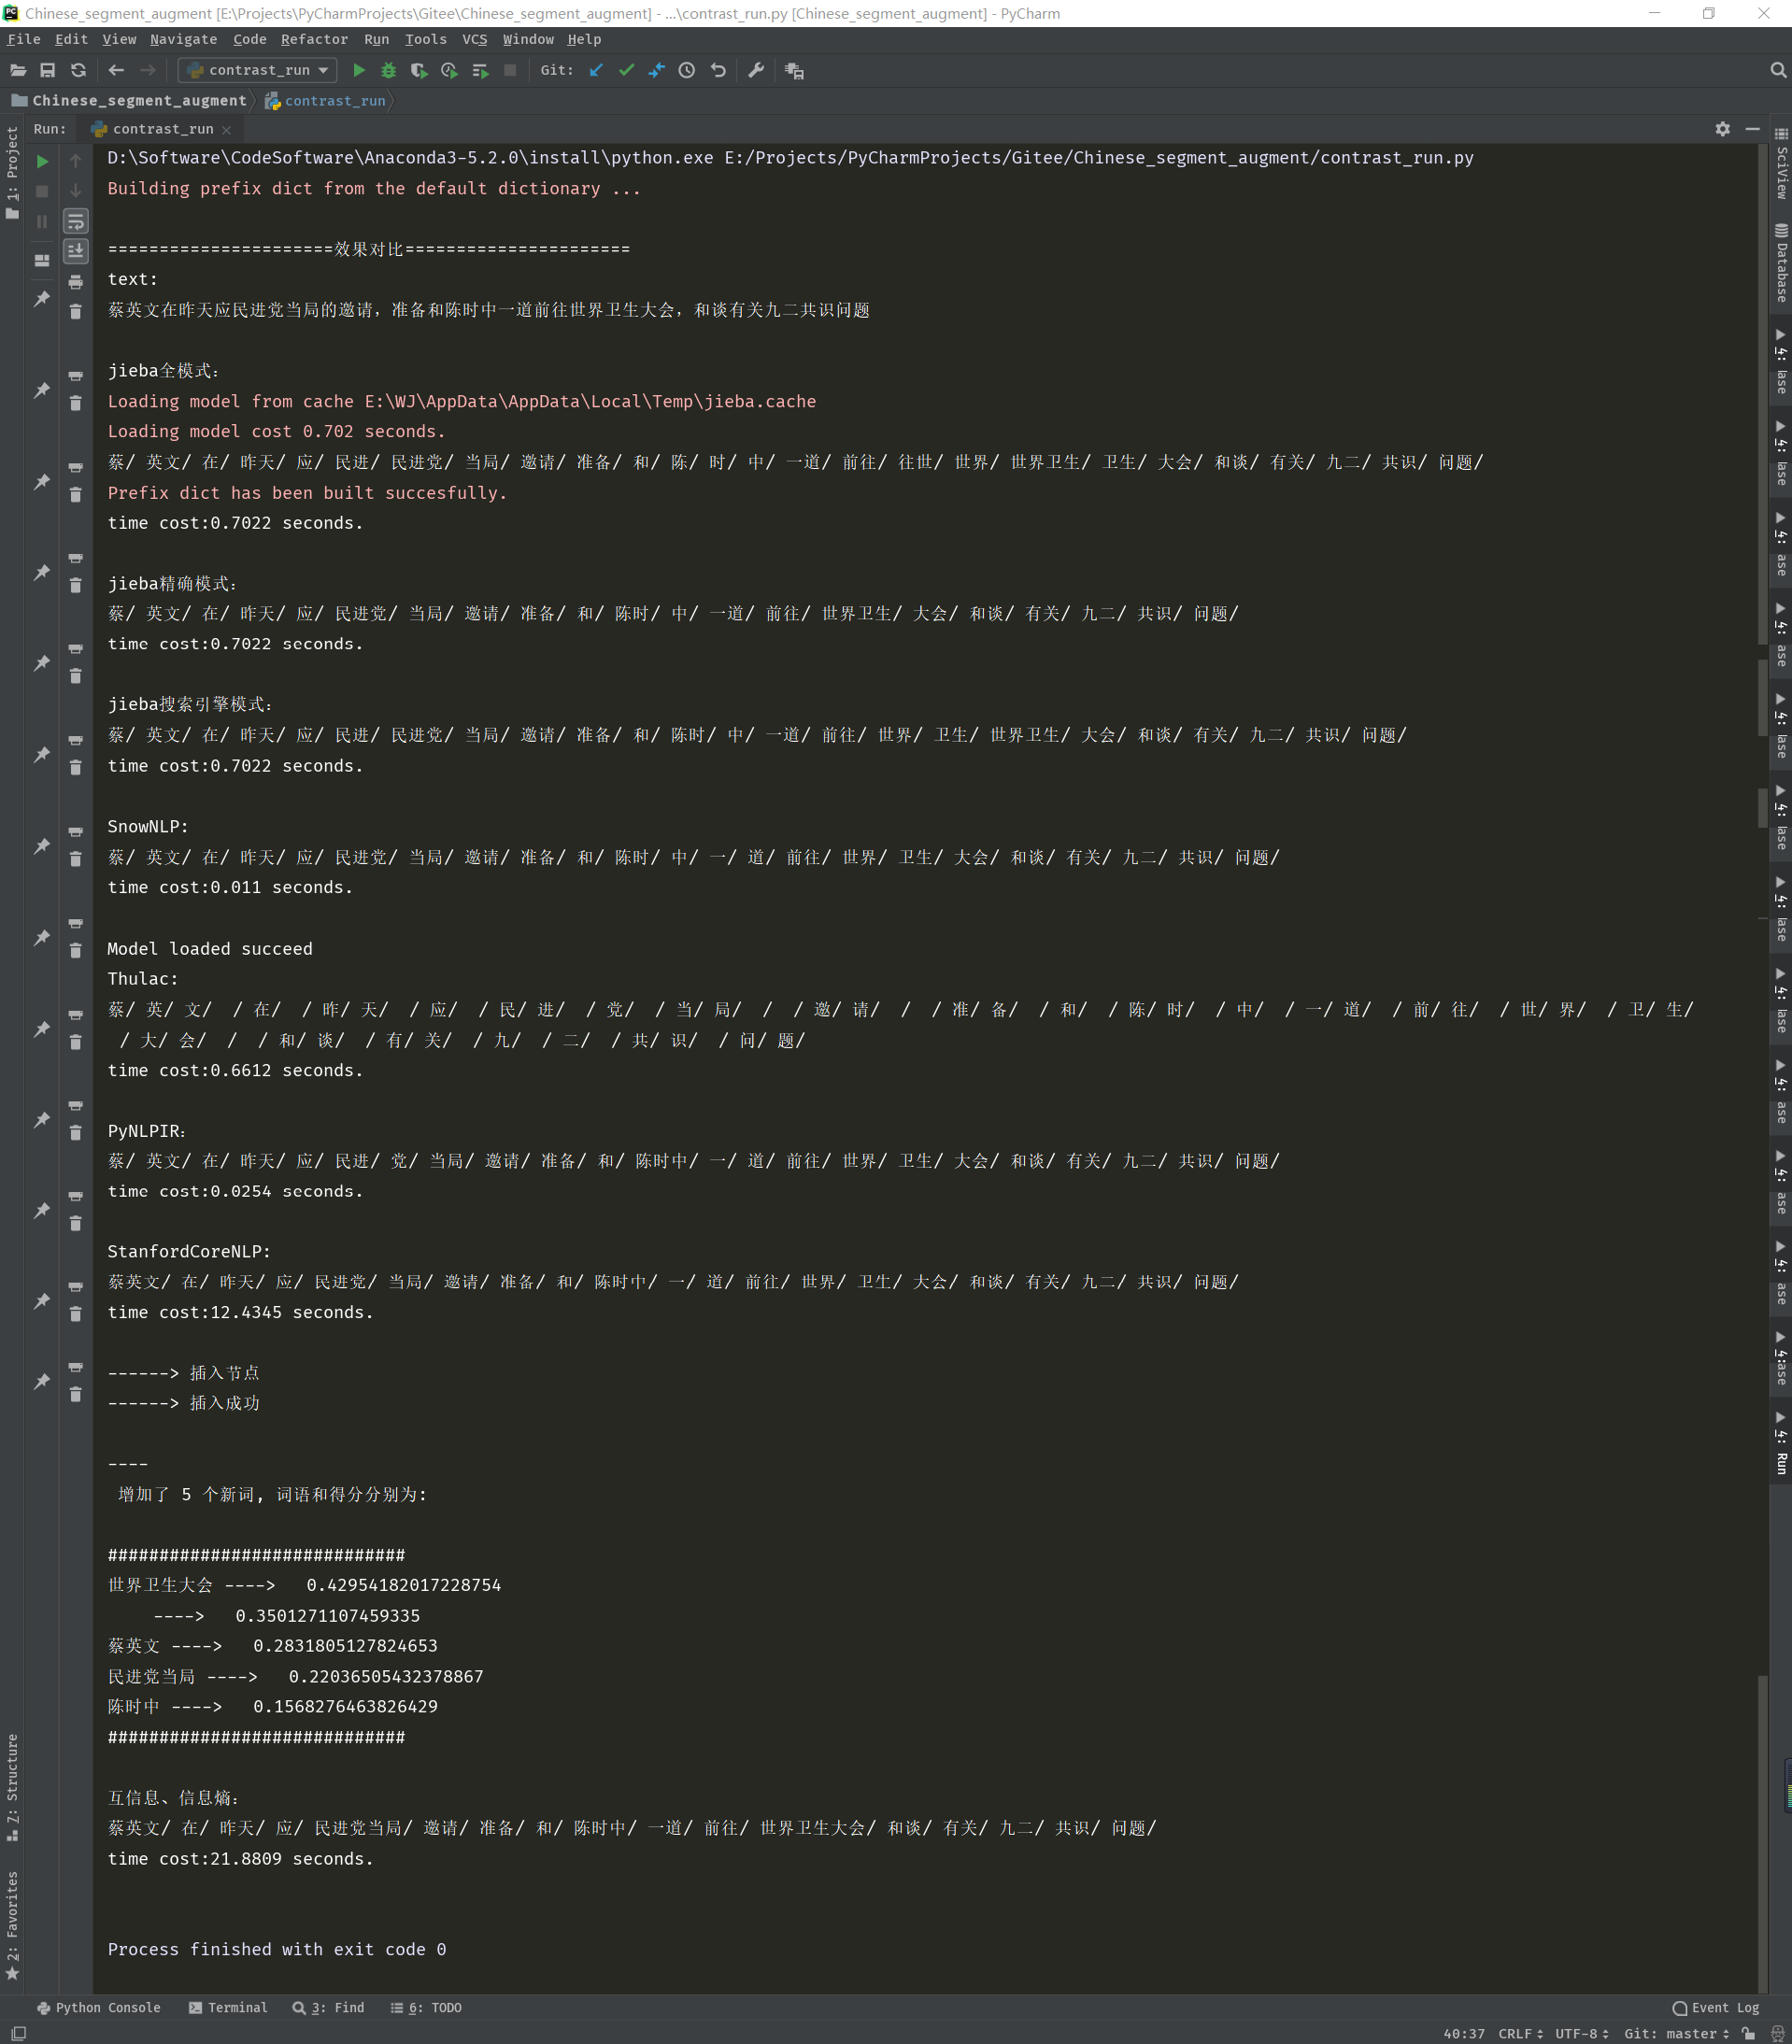 Chinese_segment_augment [E:\Projects\PyCharmProjects\Gitee\Chinese_segment_augment] - ...\contrast_run.py [Chinese_segment_augment] - PyCharm
File Edit View Navigate Code Refactor Run Tools VCS Window Help
contrast_run Git:
Chinese_segment_augment contrast_run
Run: contrast_run
1: Project
SciView
Database
D:\Software\CodeSoftware\Anaconda3-5.2.0\install\python.exe E:/Projects/PyCharmProjects/Gitee/Chinese_segment_augment/contrast_run.py
Building prefix dict from the default dictionary ...
======================效果对比======================
text:
蔡英文在昨天应民进党当局的邀请，准备和陈时中一道前往世界卫生大会，和谈有关九二共识问题
jieba全模式：
Loading model from cache E:\WJ\AppData\AppData\Local\Temp\jieba.cache
Loading model cost 0.702 seconds.
蔡/ 英文/ 在/ 昨天/ 应/ 民进/ 民进党/ 当局/ 邀请/ 准备/ 和/ 陈/ 时/ 中/ 一道/ 前往/ 往世/ 世界/ 世界卫生/ 卫生/ 大会/ 和谈/ 有关/ 九二/ 共识/ 问题/
Prefix dict has been built succesfully.
time cost:0.7022 seconds.
jieba精确模式：
蔡/ 英文/ 在/ 昨天/ 应/ 民进党/ 当局/ 邀请/ 准备/ 和/ 陈时/ 中/ 一道/ 前往/ 世界卫生/ 大会/ 和谈/ 有关/ 九二/ 共识/ 问题/
time cost:0.7022 seconds.
jieba搜索引擎模式：
蔡/ 英文/ 在/ 昨天/ 应/ 民进/ 民进党/ 当局/ 邀请/ 准备/ 和/ 陈时/ 中/ 一道/ 前往/ 世界/ 卫生/ 世界卫生/ 大会/ 和谈/ 有关/ 九二/ 共识/ 问题/
time cost:0.7022 seconds.
SnowNLP:
蔡/ 英文/ 在/ 昨天/ 应/ 民进党/ 当局/ 邀请/ 准备/ 和/ 陈时/ 中/ 一/ 道/ 前往/ 世界/ 卫生/ 大会/ 和谈/ 有关/ 九二/ 共识/ 问题/
time cost:0.011 seconds.
Model loaded succeed
Thulac:
蔡/ 英/ 文/  / 在/  / 昨/ 天/  / 应/  / 民/ 进/  / 党/  / 当/ 局/  /  / 邀/ 请/  /  / 准/ 备/  / 和/  / 陈/ 时/  / 中/  / 一/ 道/  / 前/ 往/  / 世/ 界/  / 卫/ 生/
 / 大/ 会/  /  / 和/ 谈/  / 有/ 关/  / 九/  / 二/  / 共/ 识/  / 问/ 题/
time cost:0.6612 seconds.
PyNLPIR：
蔡/ 英文/ 在/ 昨天/ 应/ 民进/ 党/ 当局/ 邀请/ 准备/ 和/ 陈时中/ 一/ 道/ 前往/ 世界/ 卫生/ 大会/ 和谈/ 有关/ 九二/ 共识/ 问题/
time cost:0.0254 seconds.
StanfordCoreNLP:
蔡英文/ 在/ 昨天/ 应/ 民进党/ 当局/ 邀请/ 准备/ 和/ 陈时中/ 一/ 道/ 前往/ 世界/ 卫生/ 大会/ 和谈/ 有关/ 九二/ 共识/ 问题/
time cost:12.4345 seconds.
------> 插入节点
------> 插入成功
----
增加了 5 个新词, 词语和得分分别为:
#############################
世界卫生大会 ---->   0.42954182017228754
---->   0.3501271107459335
蔡英文 ---->   0.2831805127824653
民进党当局 ---->   0.22036505432378867
陈时中 ---->   0.1568276463826429
#############################
互信息、信息熵：
蔡英文/ 在/ 昨天/ 应/ 民进党当局/ 邀请/ 准备/ 和/ 陈时中/ 一道/ 前往/ 世界卫生大会/ 和谈/ 有关/ 九二/ 共识/ 问题/
time cost:21.8809 seconds.
Process finished with exit code 0
4: Run
7: Structure
2: Favorites
Python Console Terminal 3: Find 6: TODO Event Log
40:37 CRLF UTF-8 Git: master